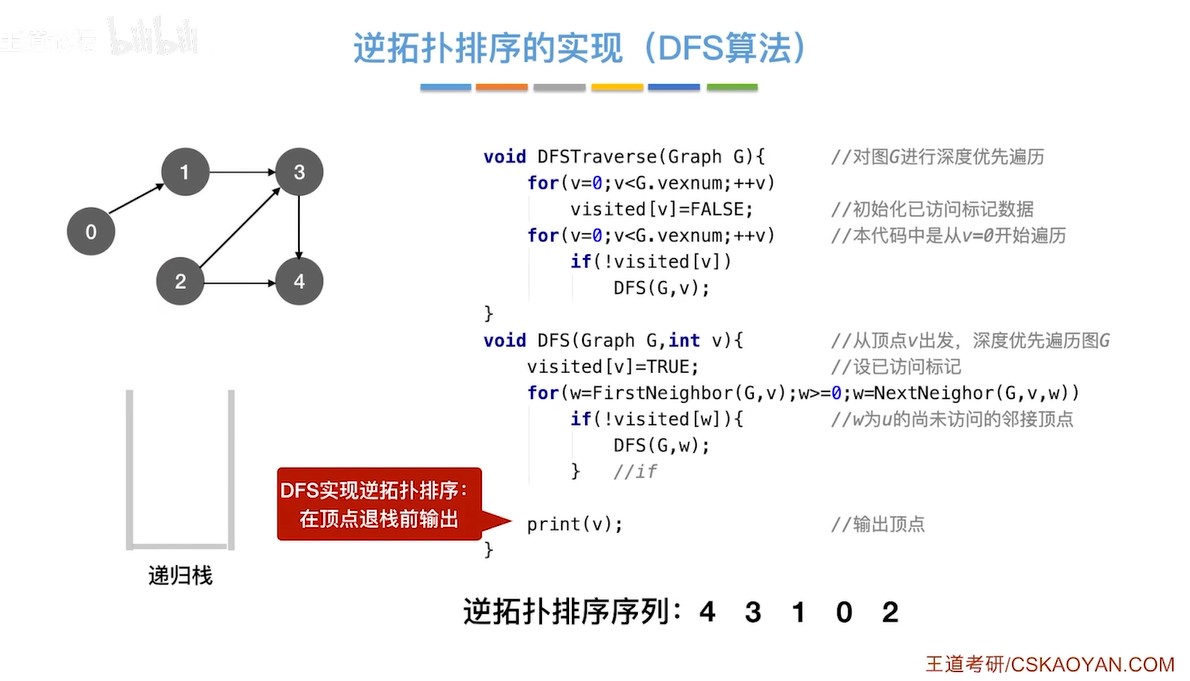 bilibili
逆拓扑排序的实现（DFS算法）
0
1
3
2
4
void DFSTraverse(Graph G){ //对图G进行深度优先遍历
for(v=0;v<G.vexnum;++v)
visited[v]=FALSE; //初始化已访问标记数据
for(v=0;v<G.vexnum;++v) //本代码中是从v=0开始遍历
if(!visited[v])
DFS(G,v);
}
void DFS(Graph G,int v){ //从顶点v出发，深度优先遍历图G
visited[v]=TRUE; //设已访问标记
for(w=FirstNeighbor(G,v);w>=0;w=NextNeighor(G,v,w))
if(!visited[w]){ //w为u的尚未访问的邻接顶点
DFS(G,w);
} //if
print(v); //输出顶点
}
DFS实现逆拓扑排序：
在顶点退栈前输出
递归栈
逆拓扑排序序列：4 3 1 0 2
王道考研/CSKAOYAN.COM